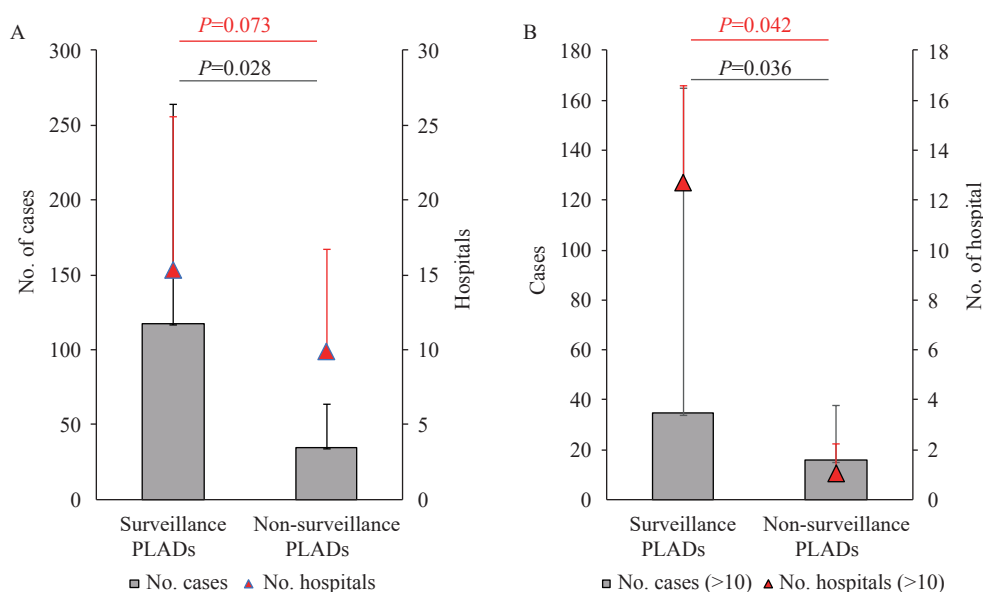 A
P=0.073
P=0.028
300
250
200
150
100
50
0
No. of cases
30
25
20
15
10
5
0
Hospitals
Surveillance
PLADs
Non-surveillance
PLADs
No. cases
No. hospitals
B
P=0.042
P=0.036
180
160
140
120
100
80
60
40
20
0
Cases
18
16
14
12
10
8
6
4
2
0
No. of hospital
Surveillance
PLADs
Non-surveillance
PLADs
No. cases (>10)
No. hospitals (>10)